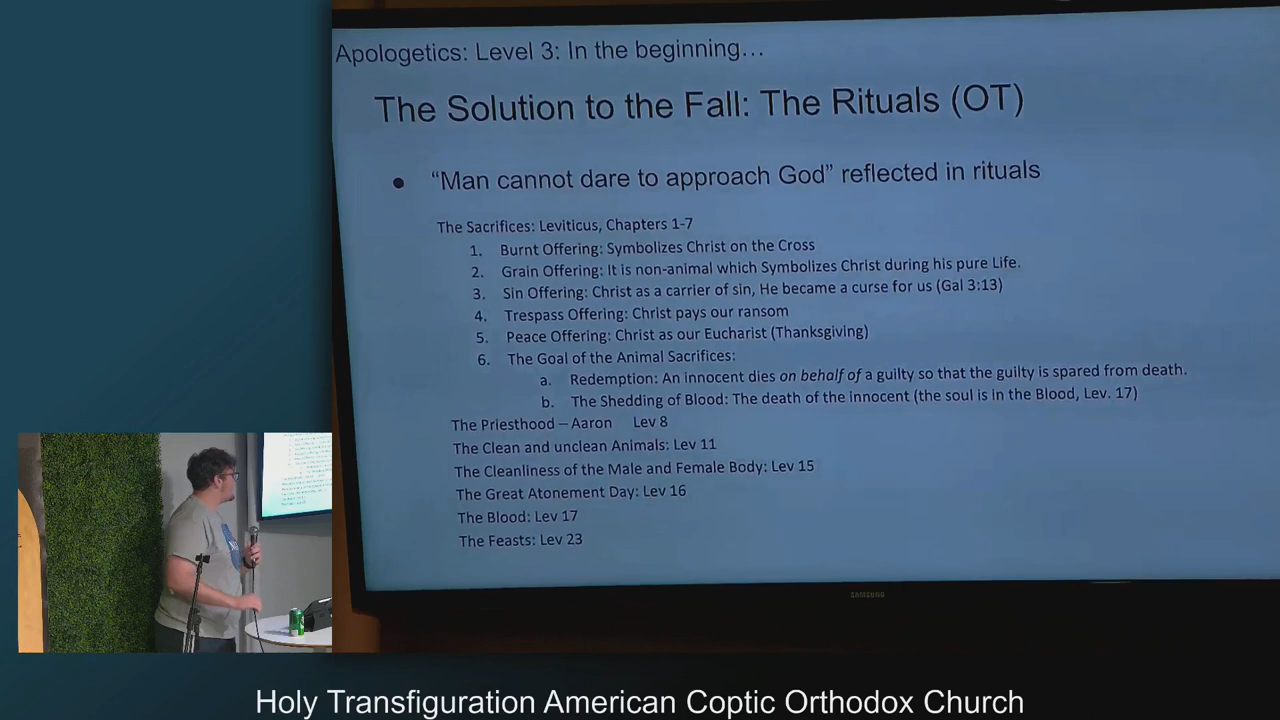 Apologetics: Level 3: In the beginning...
The Solution to the Fall: The Rituals (OT)
• “Man cannot dare to approach God” reflected in rituals
The Sacrifices: Leviticus, Chapters 1-7
1. Burnt Offering: Symbolizes Christ on the Cross
2. Grain Offering: It is non-animal which Symbolizes Christ during his pure Life.
3. Sin Offering: Christ as a carrier of sin, He became a curse for us (Gal 3:13)
4. Trespass Offering: Christ pays our ransom
5. Peace Offering: Christ as our Eucharist (Thanksgiving)
6. The Goal of the Animal Sacrifices:
a. Redemption: An innocent dies on behalf of a guilty so that the guilty is spared from death.
b. The Shedding of Blood: The death of the innocent (the soul is in the Blood, Lev. 17)
The Priesthood – Aaron Lev 8
The Clean and unclean Animals: Lev 11
The Cleanliness of the Male and Female Body: Lev 15
The Great Atonement Day: Lev 16
The Blood: Lev 17
The Feasts: Lev 23
SAMSUNG
Holy Transfiguration American Coptic Orthodox Church